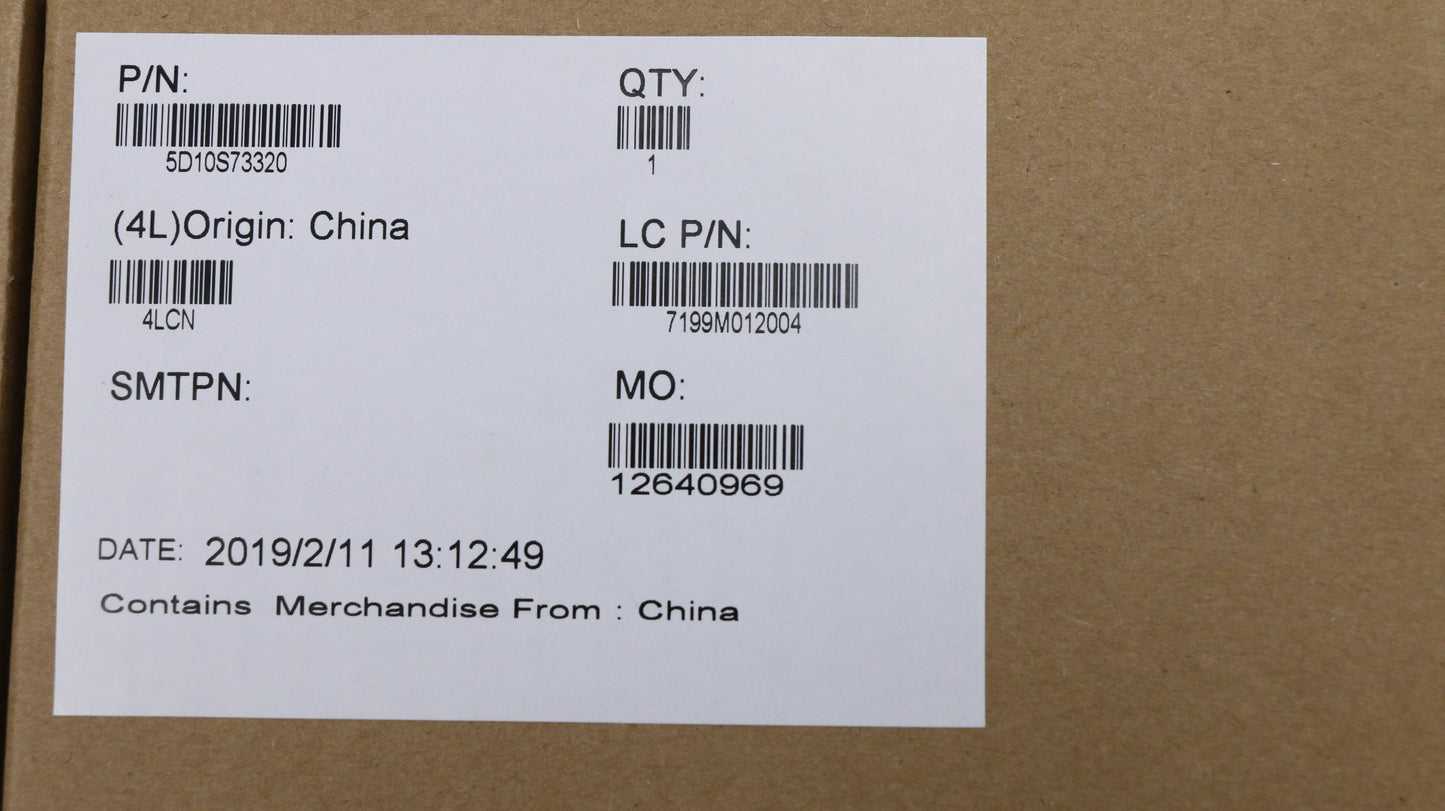 P/N:
5D10S73320
QTY:
1
(4L)Origin: China
4LCN
LC P/N:
7199M012004
SMTPN:
MO:
12640969
DATE: 2019/2/11 13:12:49
Contains Merchandise From : China